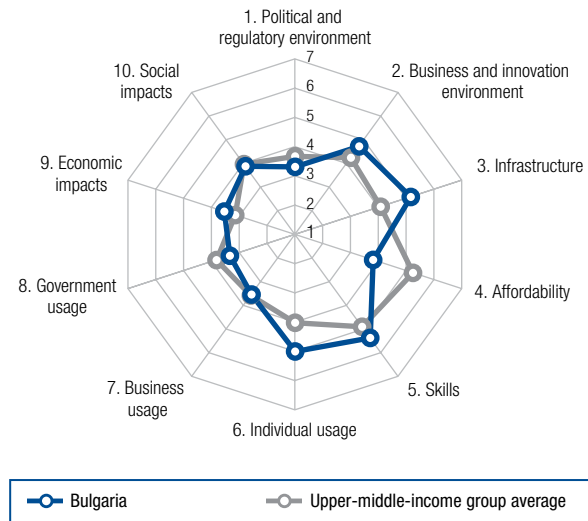 1. Political and
regulatory environment
2. Business and innovation
environment
3. Infrastructure
4. Affordability
5. Skills
6. Individual usage
7. Business
usage
8. Government
usage
9. Economic
impacts
10. Social
impacts
7
6
5
4
3
2
1
Bulgaria
Upper-middle-income group average